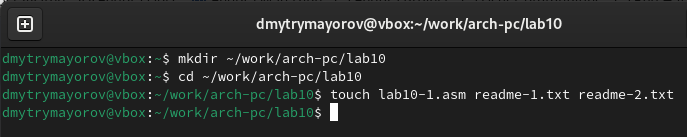 dmytrymayorov@vbox:~/work/arch-pc/lab10
dmytrymayorov@vbox:~$ mkdir ~/work/arch-pc/lab10
dmytrymayorov@vbox:~$ cd ~/work/arch-pc/lab10
dmytrymayorov@vbox:~/work/arch-pc/lab10$ touch lab10-1.asm readme-1.txt readme-2.txt
dmytrymayorov@vbox:~/work/arch-pc/lab10$